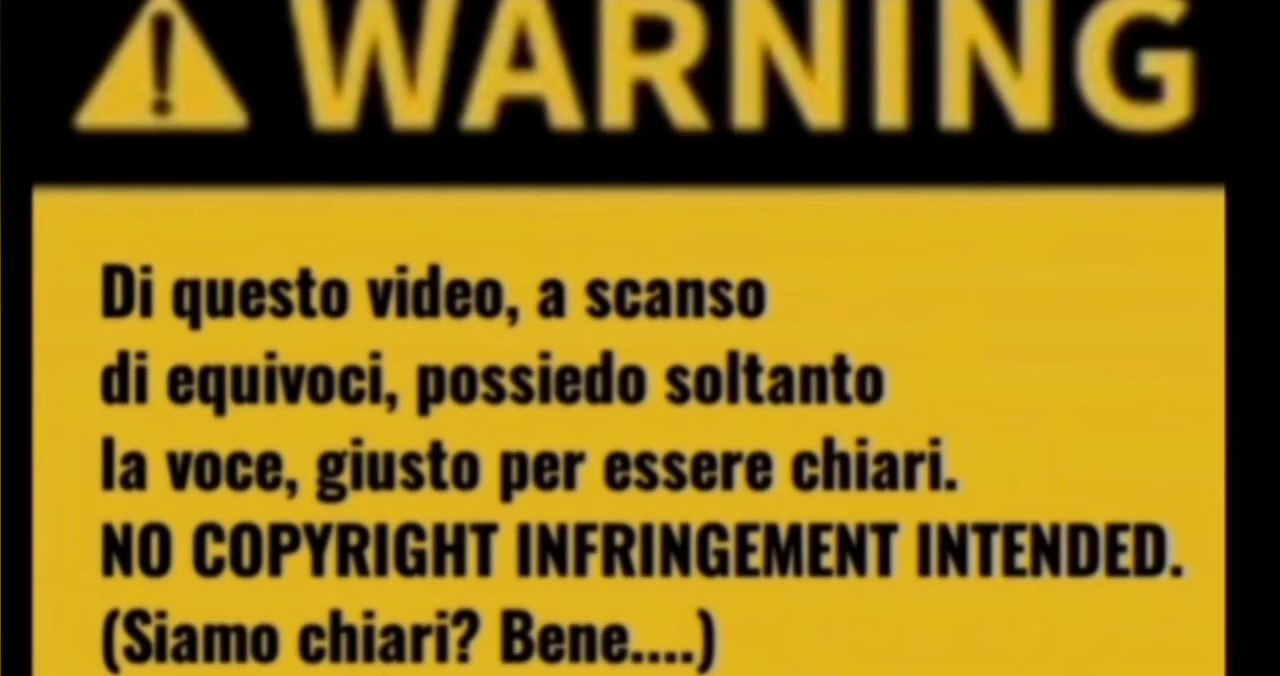 WARNING
Di questo video, a scanso
di equivoci, possiedo soltanto
la voce, giusto per essere chiari.
NO COPYRIGHT INFRINGEMENT INTENDED.
(Siamo chiari? Bene....)